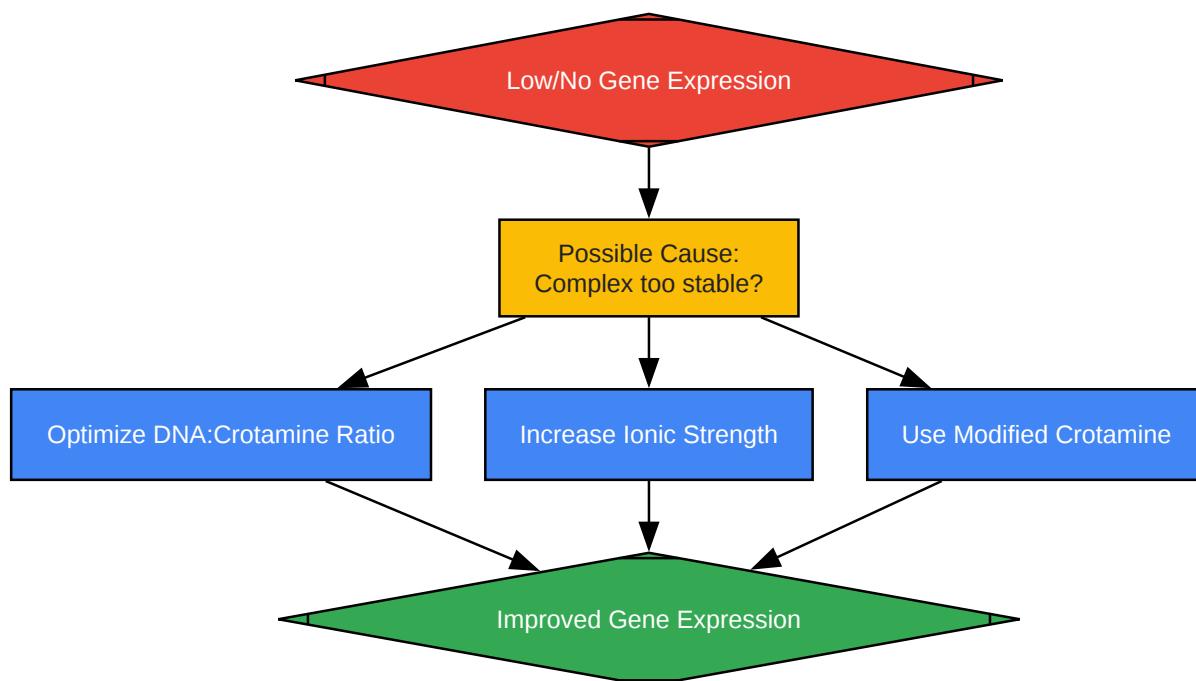 Low/No Gene Expression
Possible Cause:
Complex too stable?
Optimize DNA:Crotamine Ratio
Increase Ionic Strength
Use Modified Crotamine
Improved Gene Expression